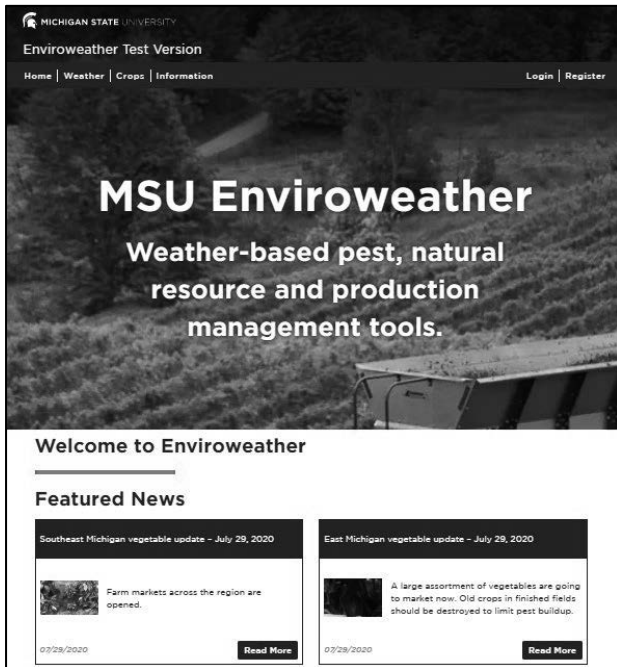 MICHIGAN STATE UNIVERSITY
Enviroweather Test Version
Home | Weather | Crops | Information
Login | Register
MSU Enviroweather
Weather-based pest, natural
resource and production
management tools.
Welcome to Enviroweather
Featured News
Southeast Michigan vegetable update – July 29, 2020
Farm markets across the region are
opened.
07/29/2020
Read More
East Michigan vegetable update – July 29, 2020
A large assortment of vegetables are going
to market now. Old crops in finished fields
should be destroyed to limit pest buildup.
07/29/2020
Read More